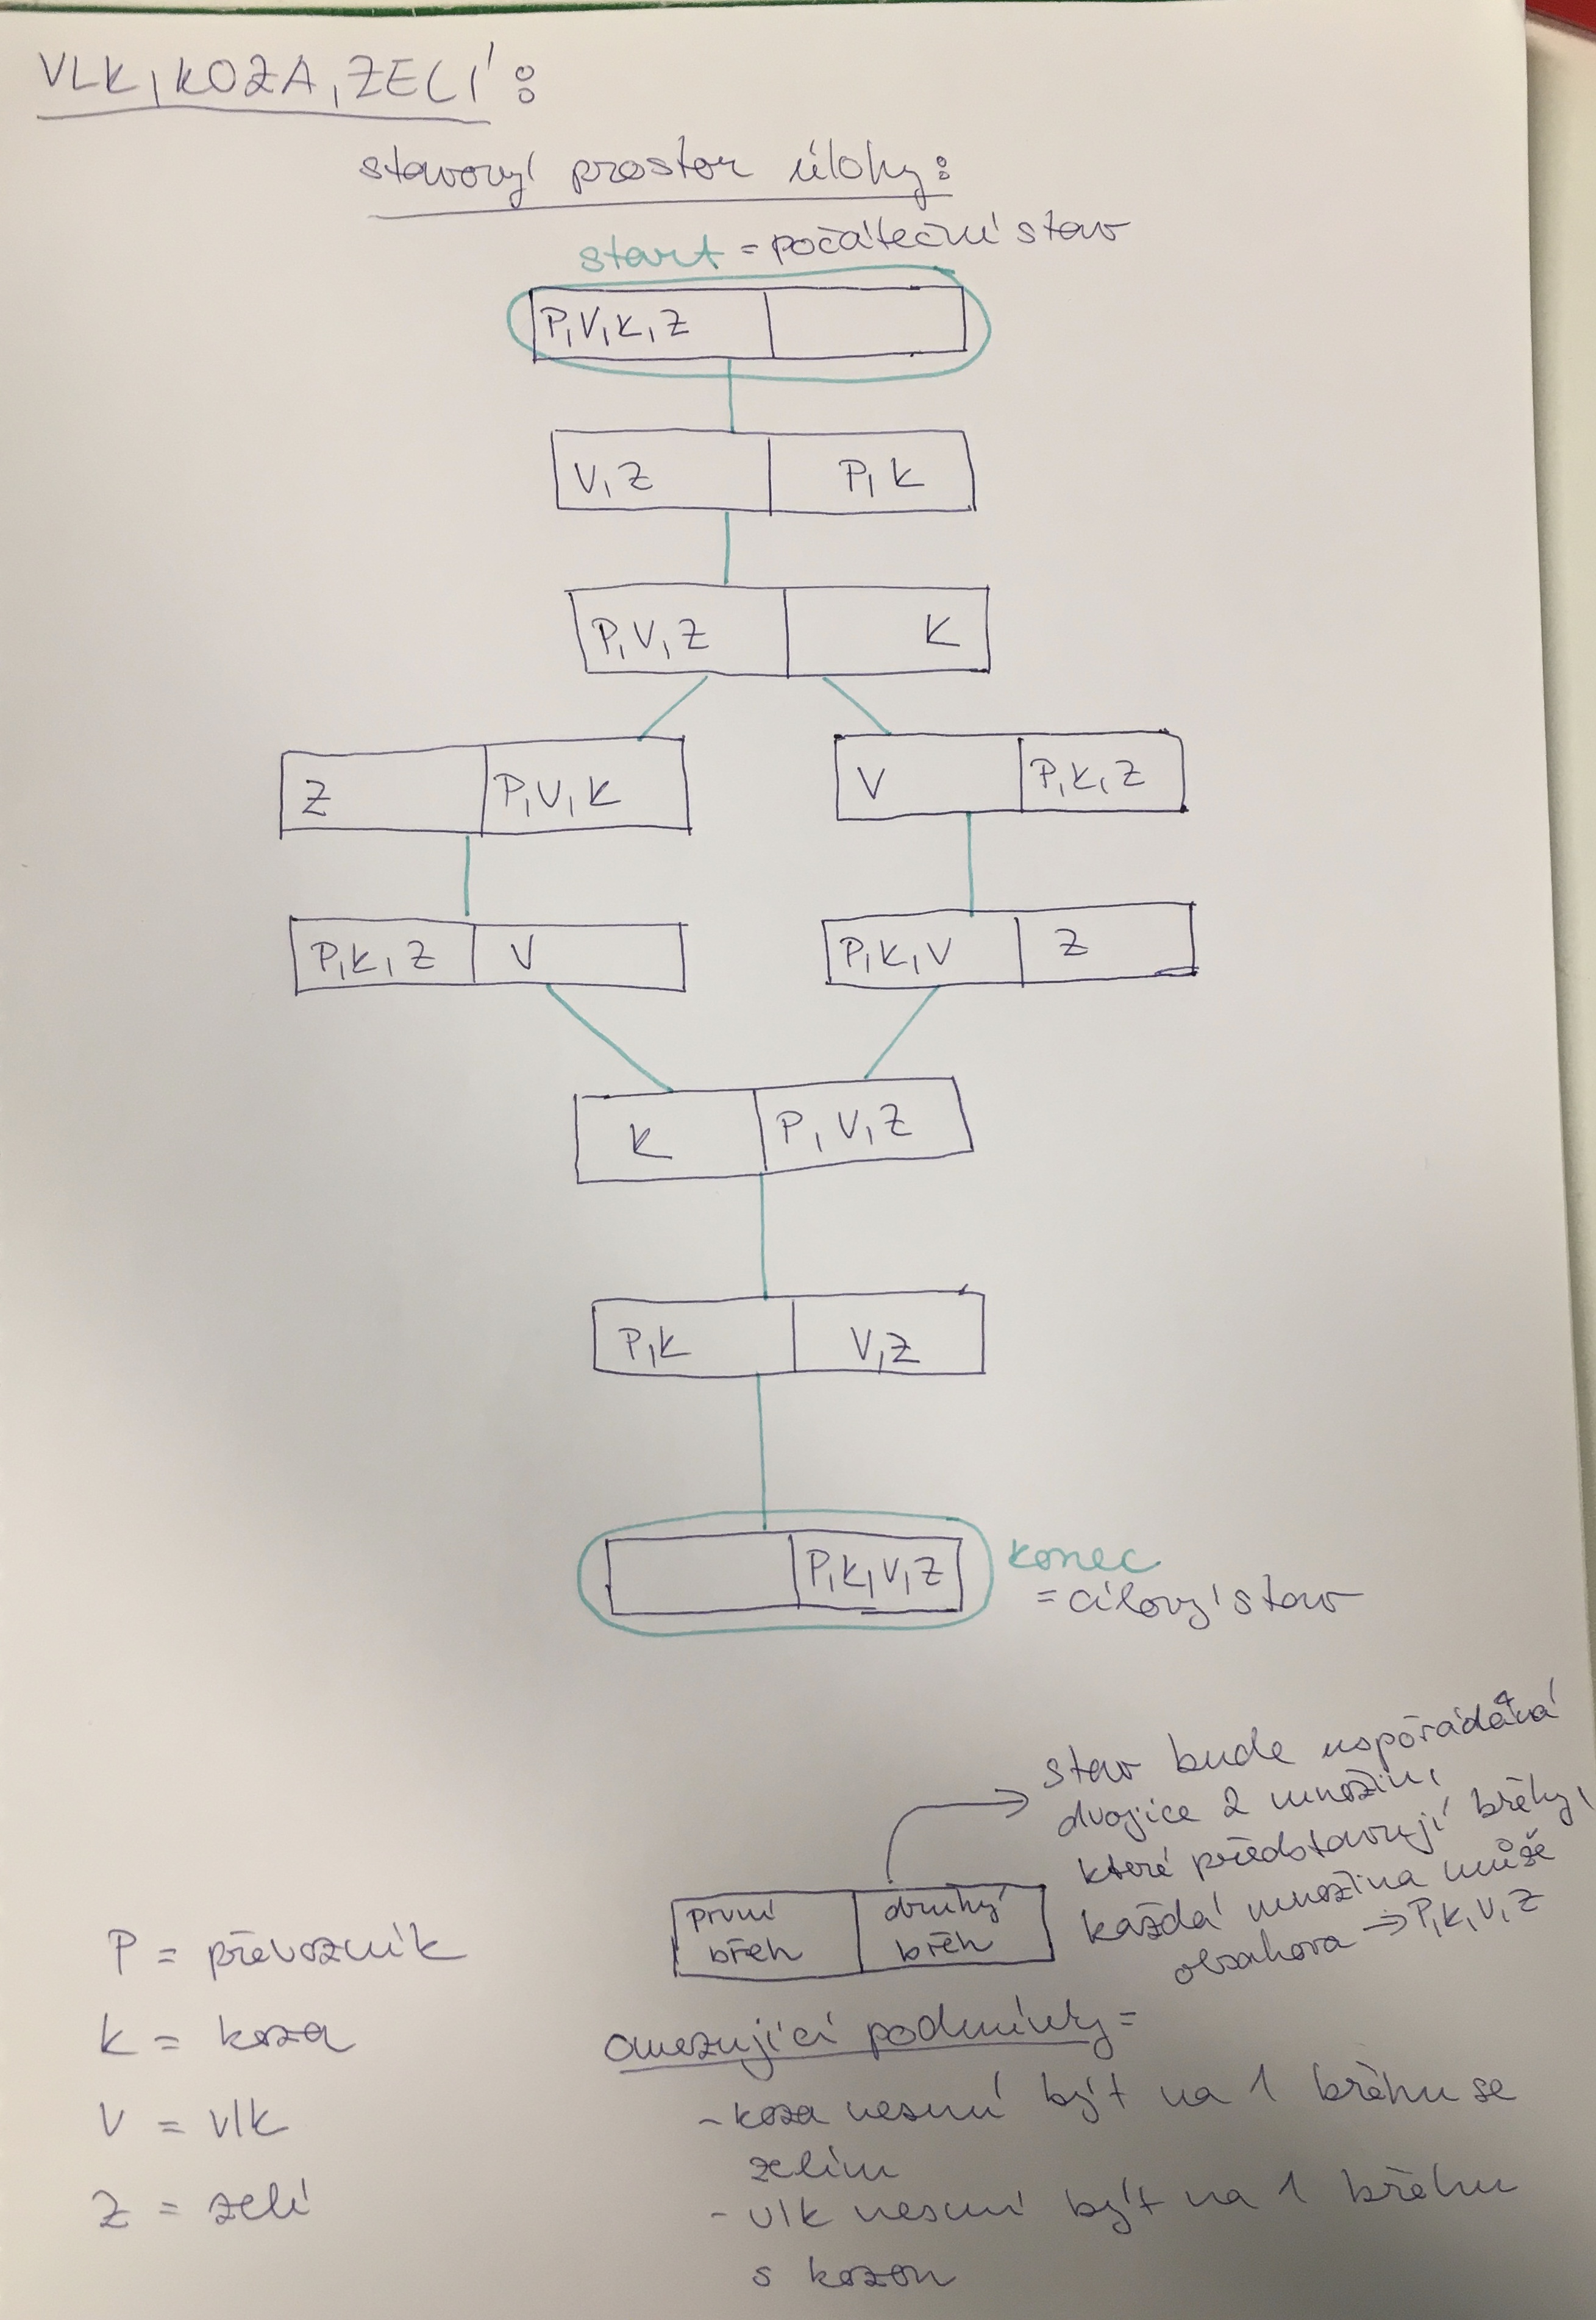 VLK, KOZA, ZELÍ:
stavový prostor úlohy:
start = počáteční stav
P, V, K, Z
V, Z P, K
P, V, Z K
Z P, V, K V P, K, Z
P, K, Z V P, K, V Z
K P, V, Z
P, K V, Z
P, K, V, Z konec
= cílový stav
stav bude uspořádáná
dvojice 2 množin,
které představují břehy,
každá množina může
obsahova → P, K, V, Z
první břeh druhý břeh
P = převozník
K = koza
V = vlk
Z = zelí
omezující podmínky =
- koza nesmí být na 1 břehu se
zelím
- vlk nesmí být na 1 břehu
s kozou